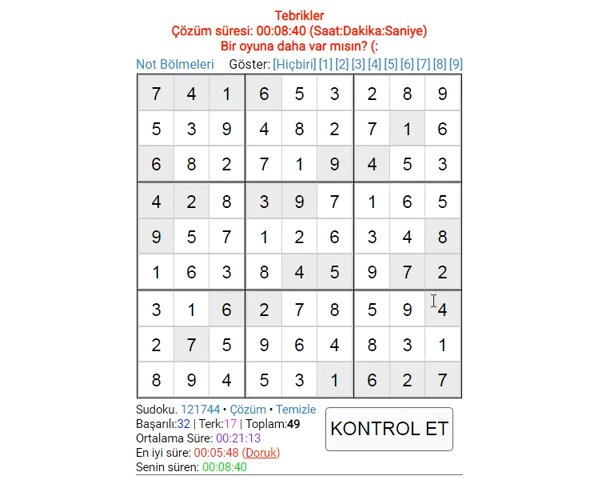 Tebrikler
Çözüm süresi: 00:08:40 (Saat:Dakika:Saniye)
Bir oyuna daha var mısın? (:
Not Bölmeleri Göster: [Hiçbiri] [1] [2] [3] [4] [5] [6] [7] [8] [9]
7 4 1 6 5 3 2 8 9
5 3 9 4 8 2 7 1 6
6 8 2 7 1 9 4 5 3
4 2 8 3 9 7 1 6 5
9 5 7 1 2 6 3 4 8
1 6 3 8 4 5 9 7 2
3 1 6 2 7 8 5 9 4
2 7 5 9 6 4 8 3 1
8 9 4 5 3 1 6 2 7
Sudoku. 121744 • Çözüm • Temizle
Başarılı:32 | Terk:17 | Toplam:49
Ortalama Süre: 00:21:13
En iyi süre: 00:05:48 (Doruk)
Senin süren: 00:08:40
KONTROL ET